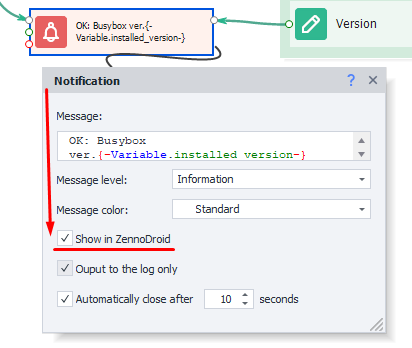 OK: Busybox ver.{-
Variable.installed_version-}
Version
Notification
?
Message:
OK: Busybox
ver.{-Variable.installed version-}
Message level:
Information
Message color:
Standard
Show in ZennoDroid
Ouput to the log only
Automatically close after 10 seconds